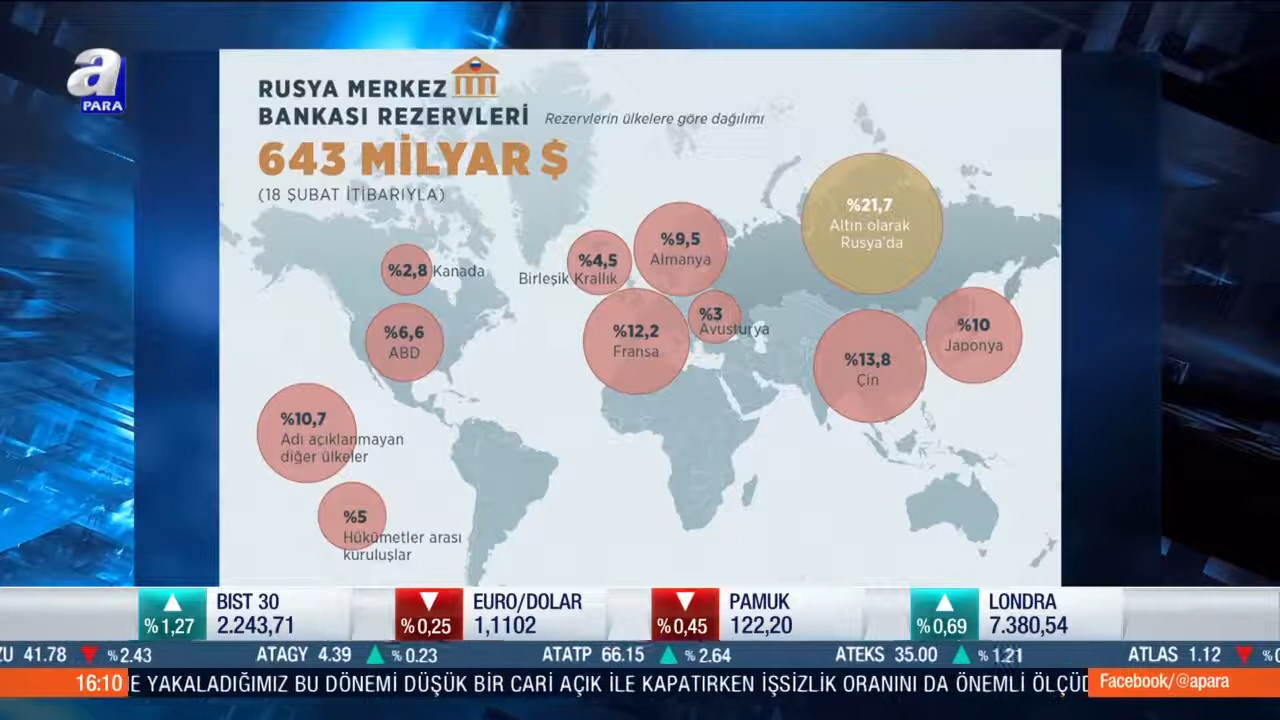 a
PARA
RUSYA MERKEZ
BANKASI REZERVLERİ
Rezervlerin ülkelere göre dağılımı
643 MİLYAR $
(18 ŞUBAT İTİBARIYLA)
%21,7
Altın olarak
Rusya'da
%9,5
Almanya
%4,5
Birleşik Krallık
%2,8 Kanada
%3
Avusturya
%12,2
Fransa
%6,6
ABD
%10
Japonya
%13,8
Çin
%10,7
Adı açıklanmayan
diğer ülkeler
%5
Hükümetler arası
kuruluşlar
%1,27
BIST 30
2.243,71
%0,25
EURO/DOLAR
1,1102
%0,45
PAMUK
122,20
%0,69
LONDRA
7.380,54
ZU 41.78 %2.43 ATAGY 4.39 %0.23 ATATP 66.15 %2.64 ATEKS 35.00 %1.21 ATLAS 1.12 %0
16:10 E YAKALADIĞIMIZ BU DÖNEMİ DÜŞÜK BİR CARİ AÇIK İLE KAPATIRKEN İŞSİZLİK ORANINI DA ÖNEMLİ ÖLÇÜD Facebook/@apara